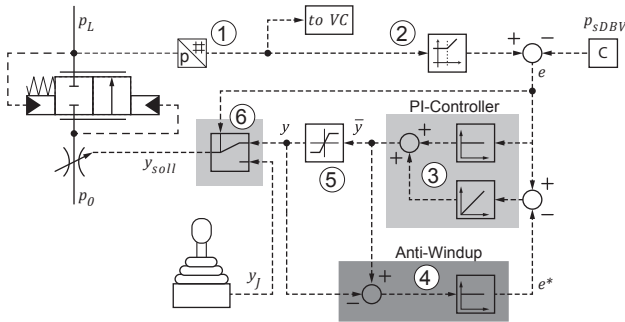 p_L
1
to VC
2
p_sDBV
p
+
−
C
e
PI-Controller
6
y
ȳ
+
+
3
5
y_soll
+
−
p_0
Anti-Windup
y_J
+
4
−
e*